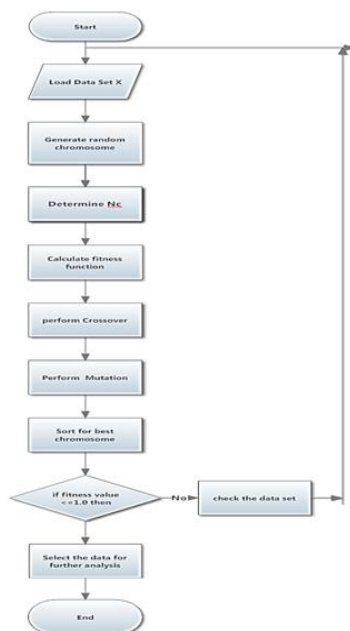 Start
Load Data Set X
Generate random
chromosome
Determine Nc
Calculate fitness
function
perform Crossover
Perform Mutation
Sort for best
chromosome
if fitness value
<=1.0 then
No
check the data set
Select the data for
further analysis
End